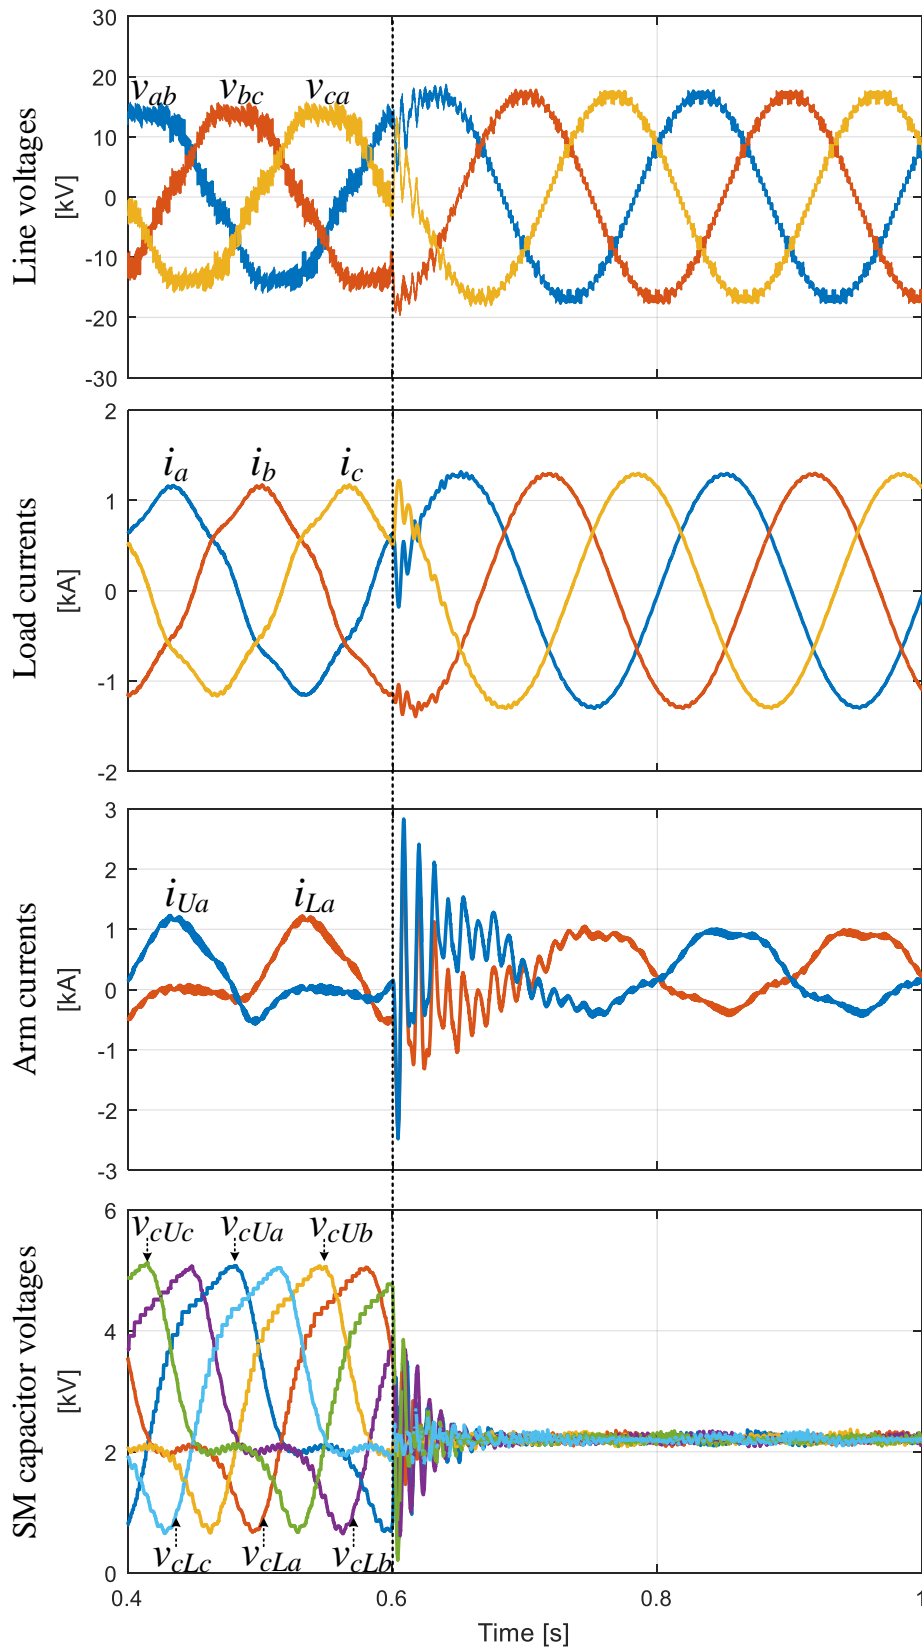 Line voltages
[kV]
30
20
10
0
-10
-20
-30
v_ab v_bc v_ca
Load currents
[kA]
2
1
0
-1
-2
i_a i_b i_c
Arm currents
[kA]
3
2
1
0
-1
-2
-3
i_Ua i_La
SM capacitor voltages
[kV]
6
4
2
0
v_cUc v_cUa v_cUb
v_cLc v_cLa v_cLb
0.4 0.6 0.8 1
Time [s]